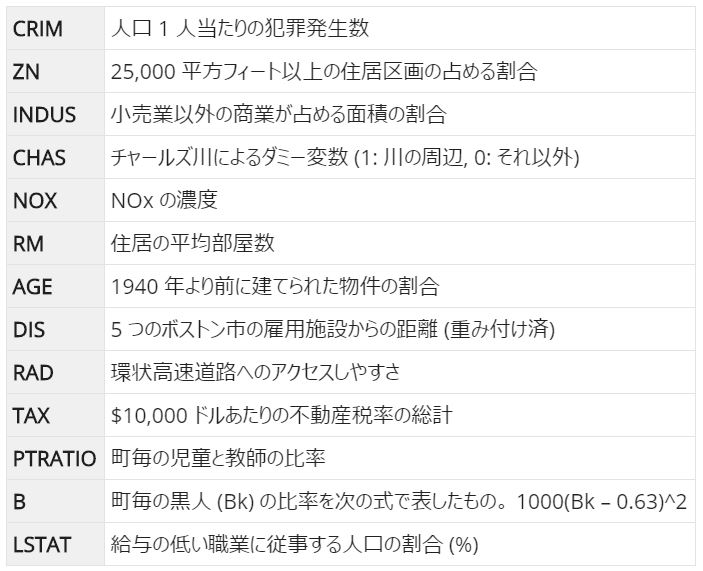 CRIM 人口 1 人当たりの犯罪発生数
ZN 25,000 平方フィート以上の住居区画の占める割合
INDUS 小売業以外の商業が占める面積の割合
CHAS チャールズ川によるダミー変数 (1: 川の周辺, 0: それ以外)
NOX NOx の濃度
RM 住居の平均部屋数
AGE 1940 年より前に建てられた物件の割合
DIS 5 つのボストン市の雇用施設からの距離 (重み付け済)
RAD 環状高速道路へのアクセスしやすさ
TAX $10,000 ドルあたりの不動産税率の総計
PTRATIO 町毎の児童と教師の比率
B 町毎の黒人 (Bk) の比率を次の式で表したもの。 1000(Bk – 0.63)^2
LSTAT 給与の低い職業に従事する人口の割合 (%)